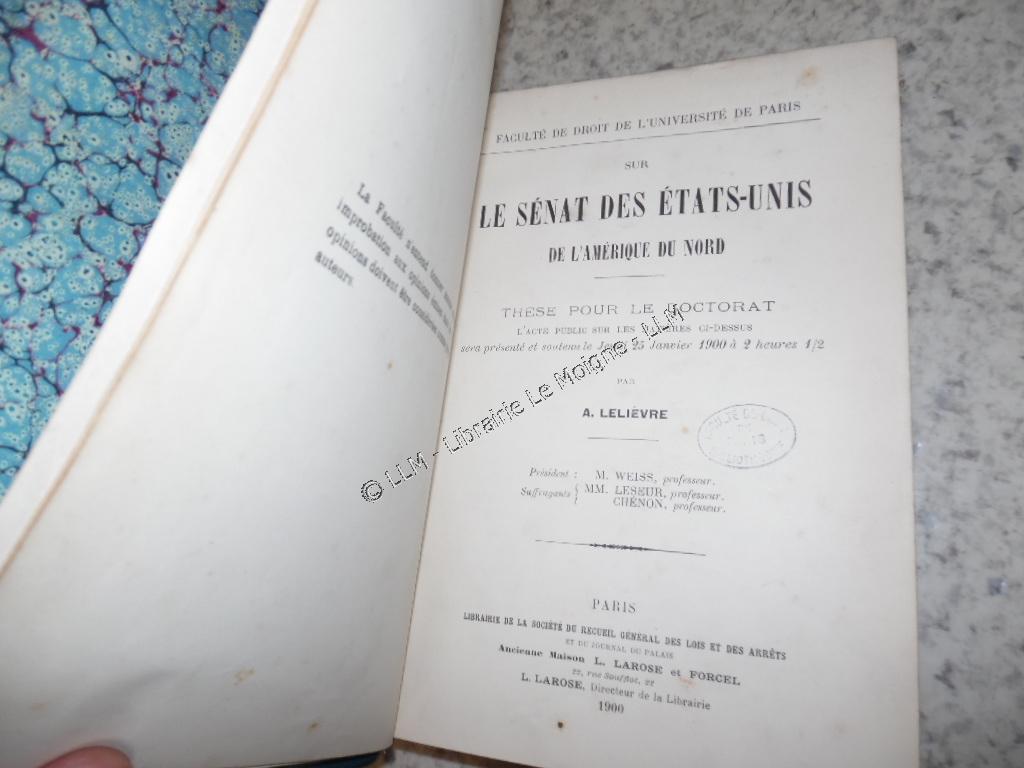 La Faculté n'entend donner
improbation aux opinions
opinions doivent être considérées
auteurs.
FACULTÉ DE DROIT DE L'UNIVERSITÉ DE PARIS
SUR
LE SÉNAT DES ÉTATS-UNIS
DE L'AMÉRIQUE DU NORD
THÈSE POUR LE DOCTORAT
L'ACTE PUBLIC SUR LES MATIÈRES CI-DESSUS
sera présenté et soutenu le Jeudi 25 Janvier 1900 à 2 heures 1/2
PAR
A. LELIÈVRE
Président : M. WEISS, professeur.
Suffragants { MM. LESEUR, professeur.
CHÉNON, professeur.
PARIS
LIBRAIRIE DE LA SOCIÉTÉ DU RECUEIL GÉNÉRAL DES LOIS ET DES ARRÊTS
ET DU JOURNAL DU PALAIS
Ancienne Maison L. LAROSE et FORCEL
22, rue Soufflot, 22
L. LAROSE, Directeur de la Librairie
1900
© LLM - Librairie Le Moigne - LLM